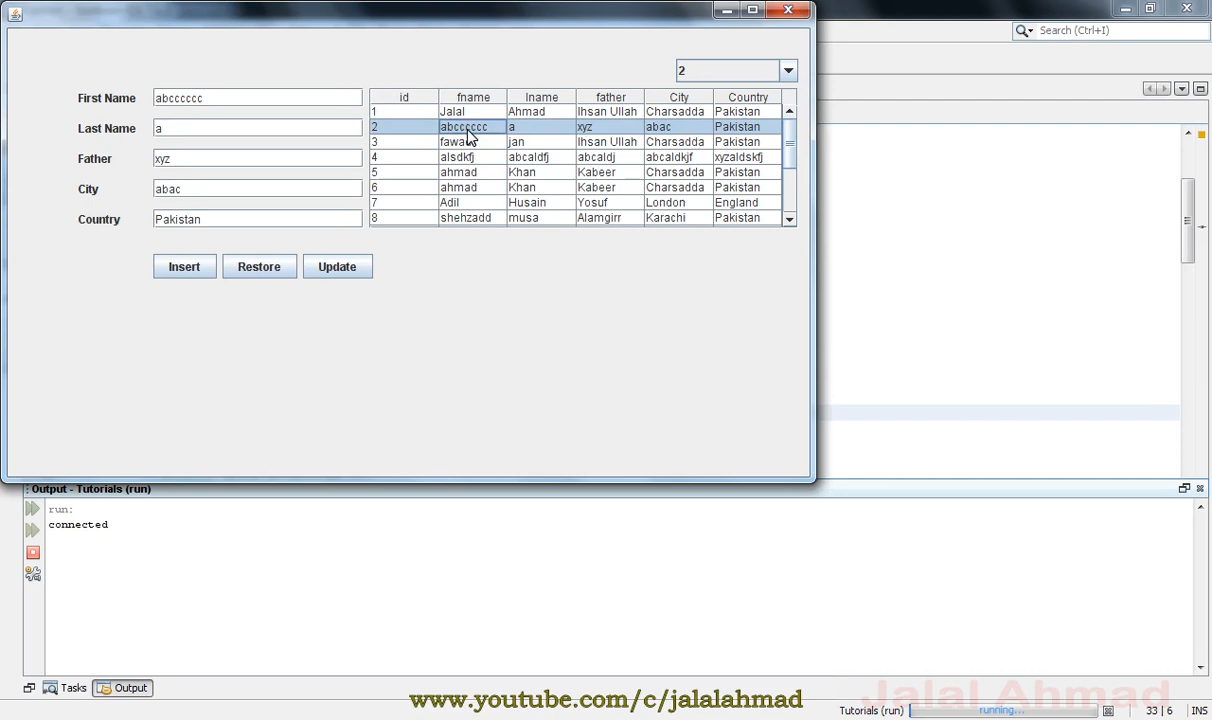 Search (Ctrl+I)
2
First Name abcccccc
Last Name a
Father xyz
City abac
Country Pakistan
id fname lname father City Country
1 Jalal Ahmad Ihsan Ullah Charsadda Pakistan
2 abcccccc a xyz abac Pakistan
3 jan Ihsan Ullah Charsadda Pakistan
4 alsdkfj abcaldfj abcaldj abcaldkjf xyzaldskfj
5 ahmad Khan Kabeer Charsadda Pakistan
6 ahmad Khan Kabeer Charsadda Pakistan
7 Adil Husain Yosuf London England
8 shehzadd musa Alamgirr Karachi Pakistan
Insert Restore Update
Output - Tutorials (run)
run:
connected
Tasks Output
www.youtube.com/c/jalalahmad
Jalal Ahmad
Tutorials (run) running... 33 | 6 INS